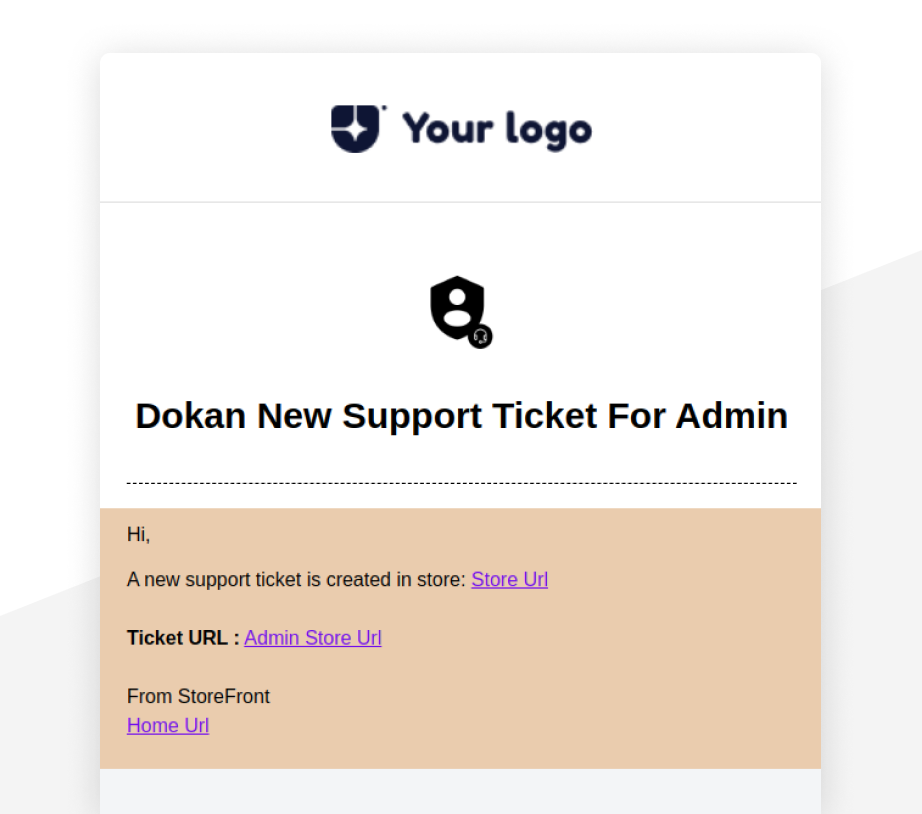 Your logo
Dokan New Support Ticket For Admin
Hi,
A new support ticket is created in store: Store Url
Ticket URL : Admin Store Url
From StoreFront
Home Url